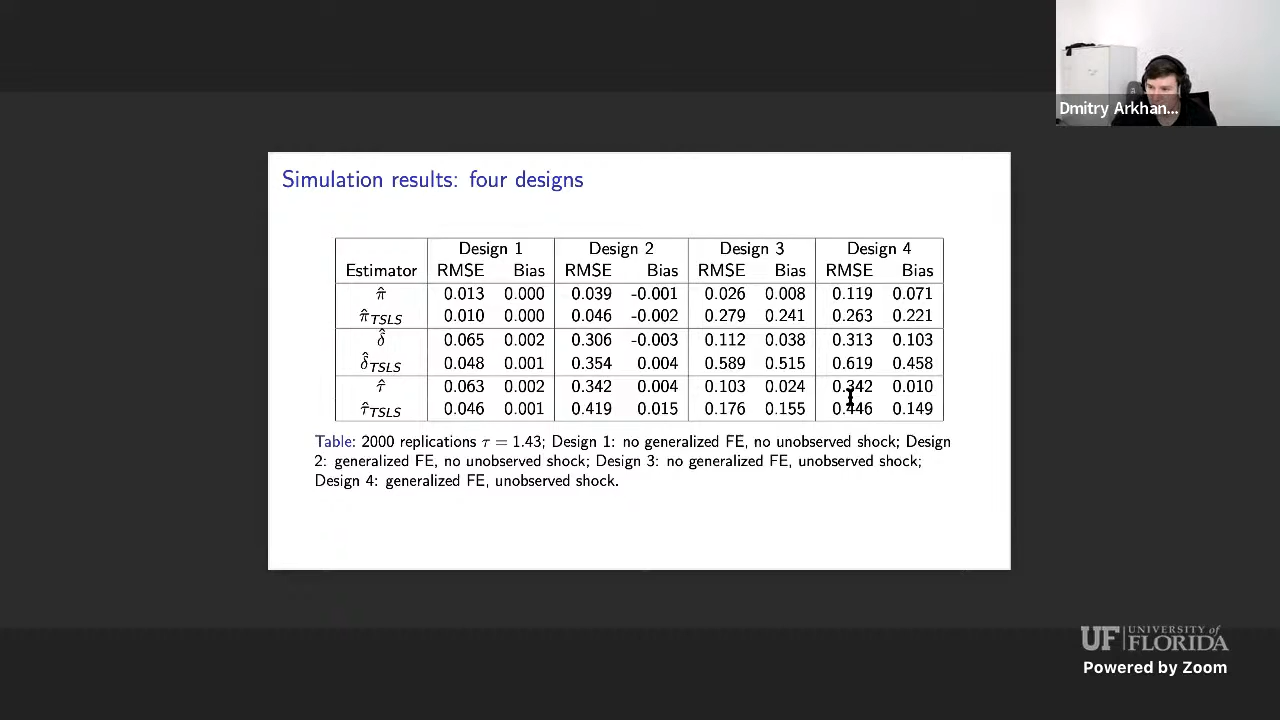 Dmitry Arkhan...
Simulation results: four designs
Design 1 Design 2 Design 3 Design 4
Estimator RMSE Bias RMSE Bias RMSE Bias RMSE Bias
π̂ 0.013 0.000 0.039 -0.001 0.026 0.008 0.119 0.071
π̂TSLS 0.010 0.000 0.046 -0.002 0.279 0.241 0.263 0.221
δ̂ 0.065 0.002 0.306 -0.003 0.112 0.038 0.313 0.103
δ̂TSLS 0.048 0.001 0.354 0.004 0.589 0.515 0.619 0.458
τ̂ 0.063 0.002 0.342 0.004 0.103 0.024 0.342 0.010
τ̂TSLS 0.046 0.001 0.419 0.015 0.176 0.155 0.446 0.149
Table: 2000 replications τ = 1.43; Design 1: no generalized FE, no unobserved shock; Design
2: generalized FE, no unobserved shock; Design 3: no generalized FE, unobserved shock;
Design 4: generalized FE, unobserved shock.
UF UNIVERSITY of
FLORIDA
Powered by Zoom